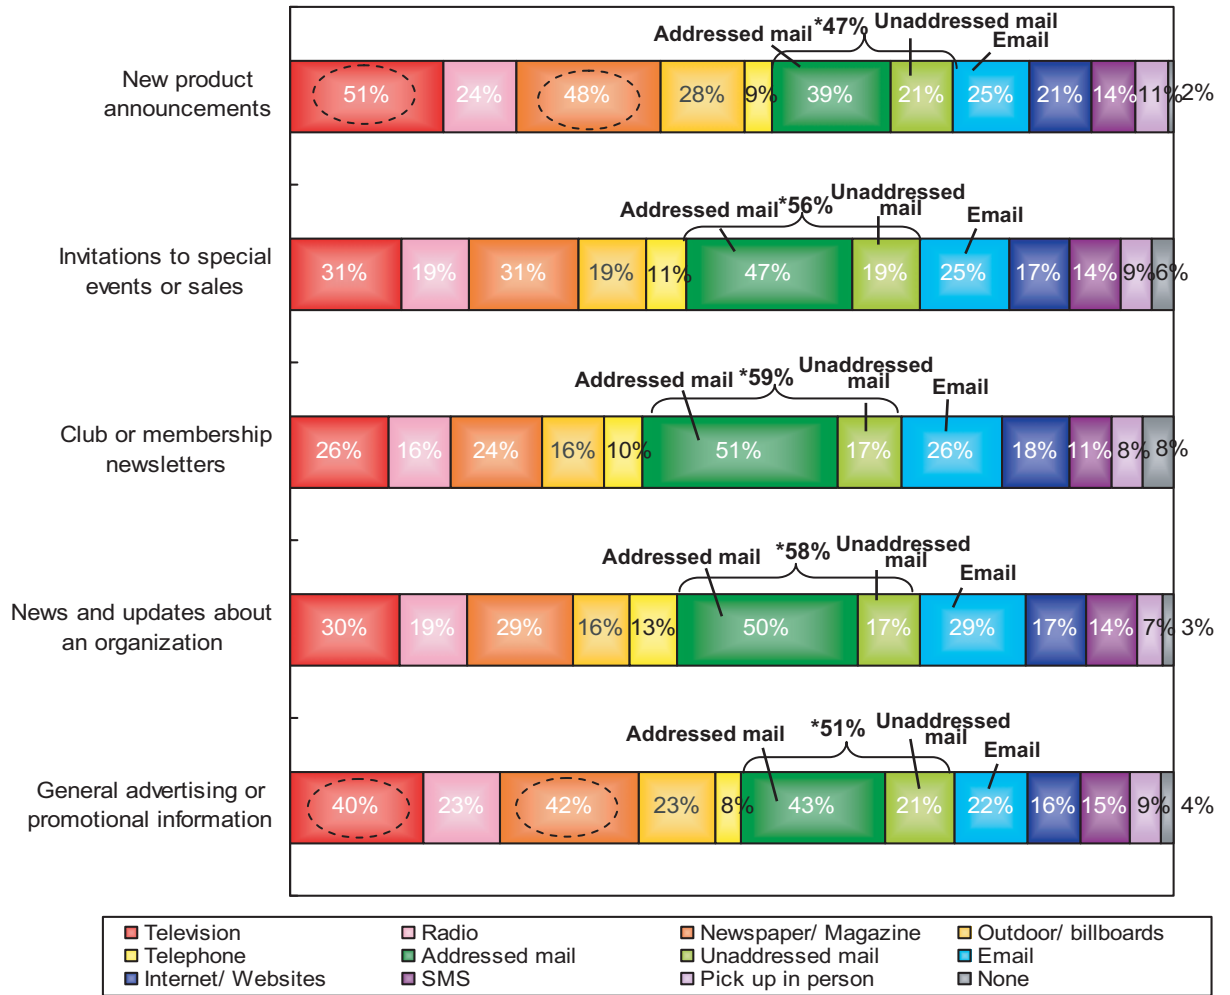 Addressed mail *47% Unaddressed mail
Email
New product
announcements
51% 24% 48% 28% 9% 39% 21% 25% 21% 14% 11% 2%
Addressed mail *56% Unaddressed
mail
Email
Invitations to special
events or sales
31% 19% 31% 19% 11% 47% 19% 25% 17% 14% 9% 6%
Addressed mail *59% Unaddressed
mail
Email
Club or membership
newsletters
26% 16% 24% 16% 10% 51% 17% 26% 18% 11% 8% 8%
Addressed mail *58% Unaddressed
mail
Email
News and updates about
an organization
30% 19% 29% 16% 13% 50% 17% 29% 17% 14% 7% 3%
Addressed mail *51% Unaddressed
mail
Email
General advertising or
promotional information
40% 23% 42% 23% 8% 43% 21% 22% 16% 15% 9% 4%
Television Radio Newspaper/ Magazine Outdoor/ billboards
Telephone Addressed mail Unaddressed mail Email
Internet/ Websites SMS Pick up in person None